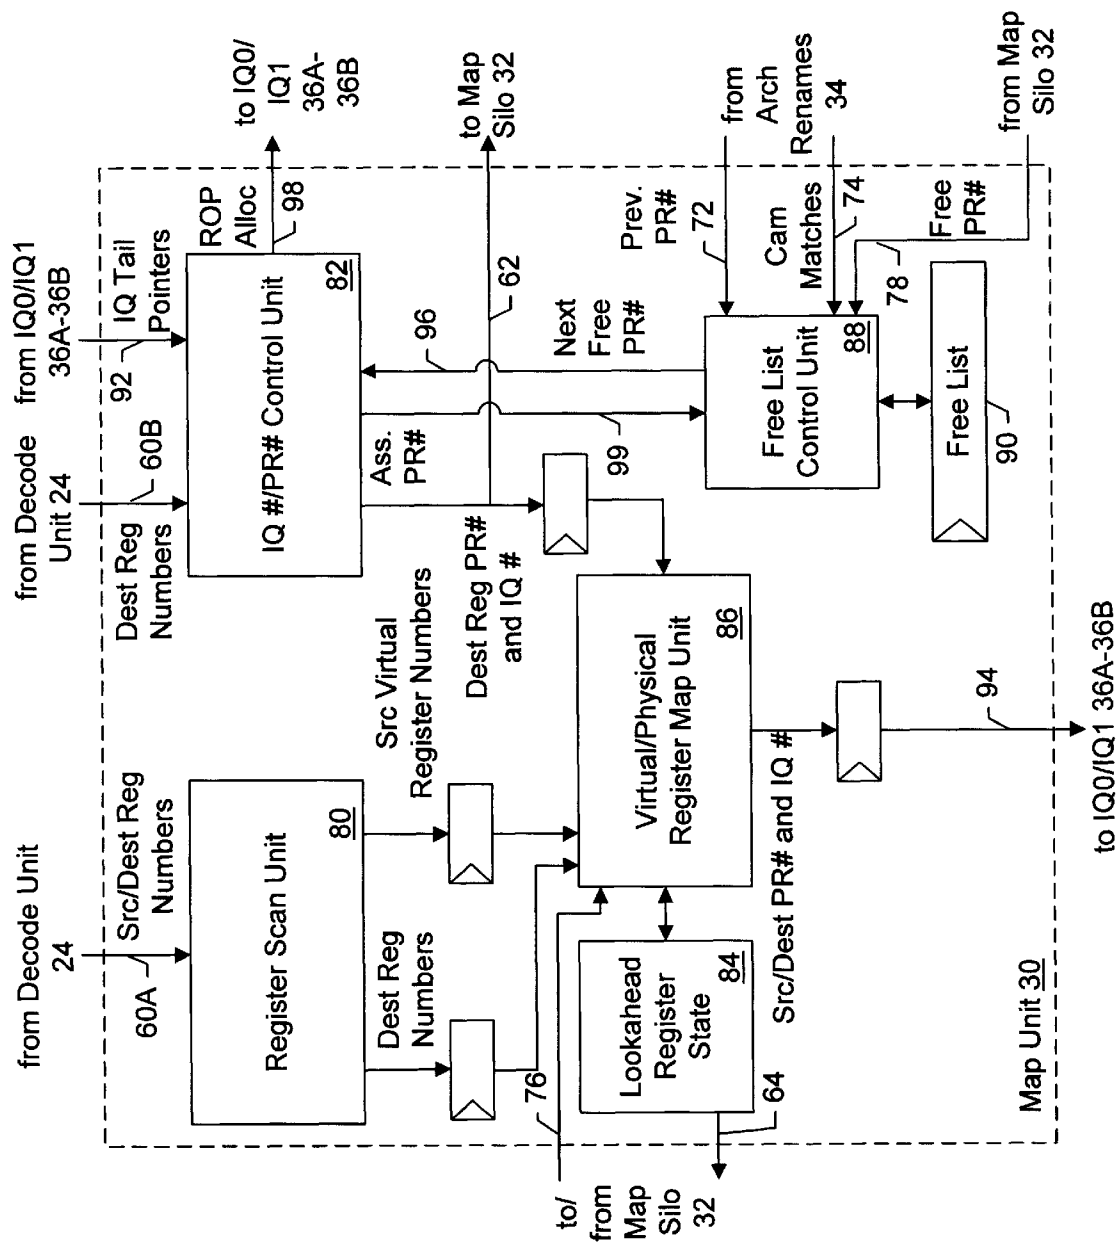 from Decode Unit
24
Src/Dest Reg
Numbers
60A
Register Scan Unit
80
Dest Reg
Numbers
Src Virtual
Register Numbers
from Decode
Unit 24
Dest Reg
Numbers
60B
from IQ0/IQ1
36A-36B
92
IQ Tail
Pointers
IQ #/PR# Control Unit
82
ROP
Alloc
98
to IQ0/
IQ1
36A-
36B
Ass.
PR#
Dest Reg PR#
and IQ #
62
to Map
Silo 32
96
Next
Free
PR#
99
Prev.
PR#
72
from
Arch
Renames
34
Cam
Matches
74
Free
PR#
78
from Map
Silo 32
Free List
Control Unit
88
Free List
90
Virtual/Physical
Register Map Unit
86
Lookahead
Register
State
84
76
64
to/
from
Map
Silo
32
Src/Dest PR# and IQ #
94
to IQ0/IQ1 36A-36B
Map Unit 30